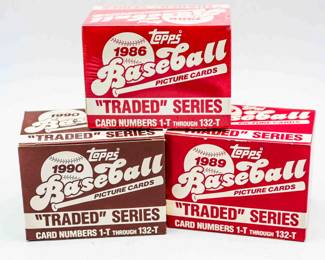 Topps
1986
Baseball
PICTURE CARDS
"TRADED" SERIES
CARD NUMBERS 1-T THROUGH 132-T
1990
Topps
1990
Baseball
PICTURE CARDS
"TRADED" SERIES
CARD NUMBERS 1-T THROUGH 132-T
Topps
1989
Baseball
PICTURE CARDS
"TRADED" SERIES
CARD NUMBERS 1-T THROUGH 132-T